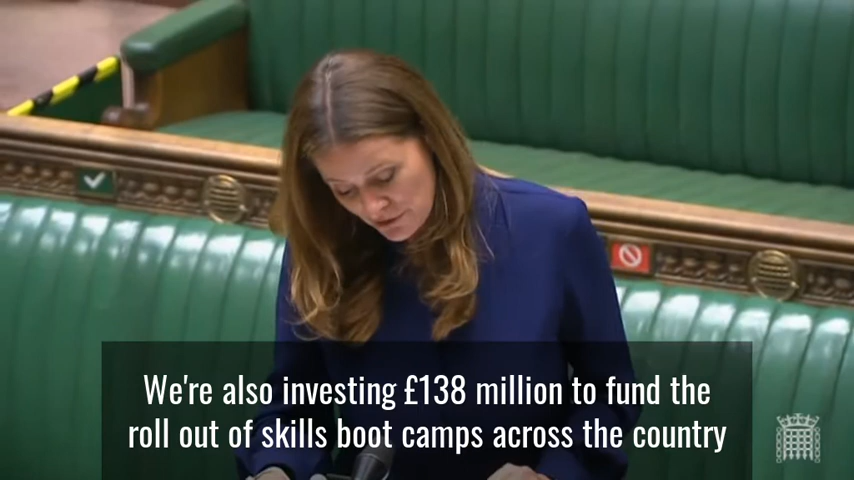 We're also investing £138 million to fund the
roll out of skills boot camps across the country